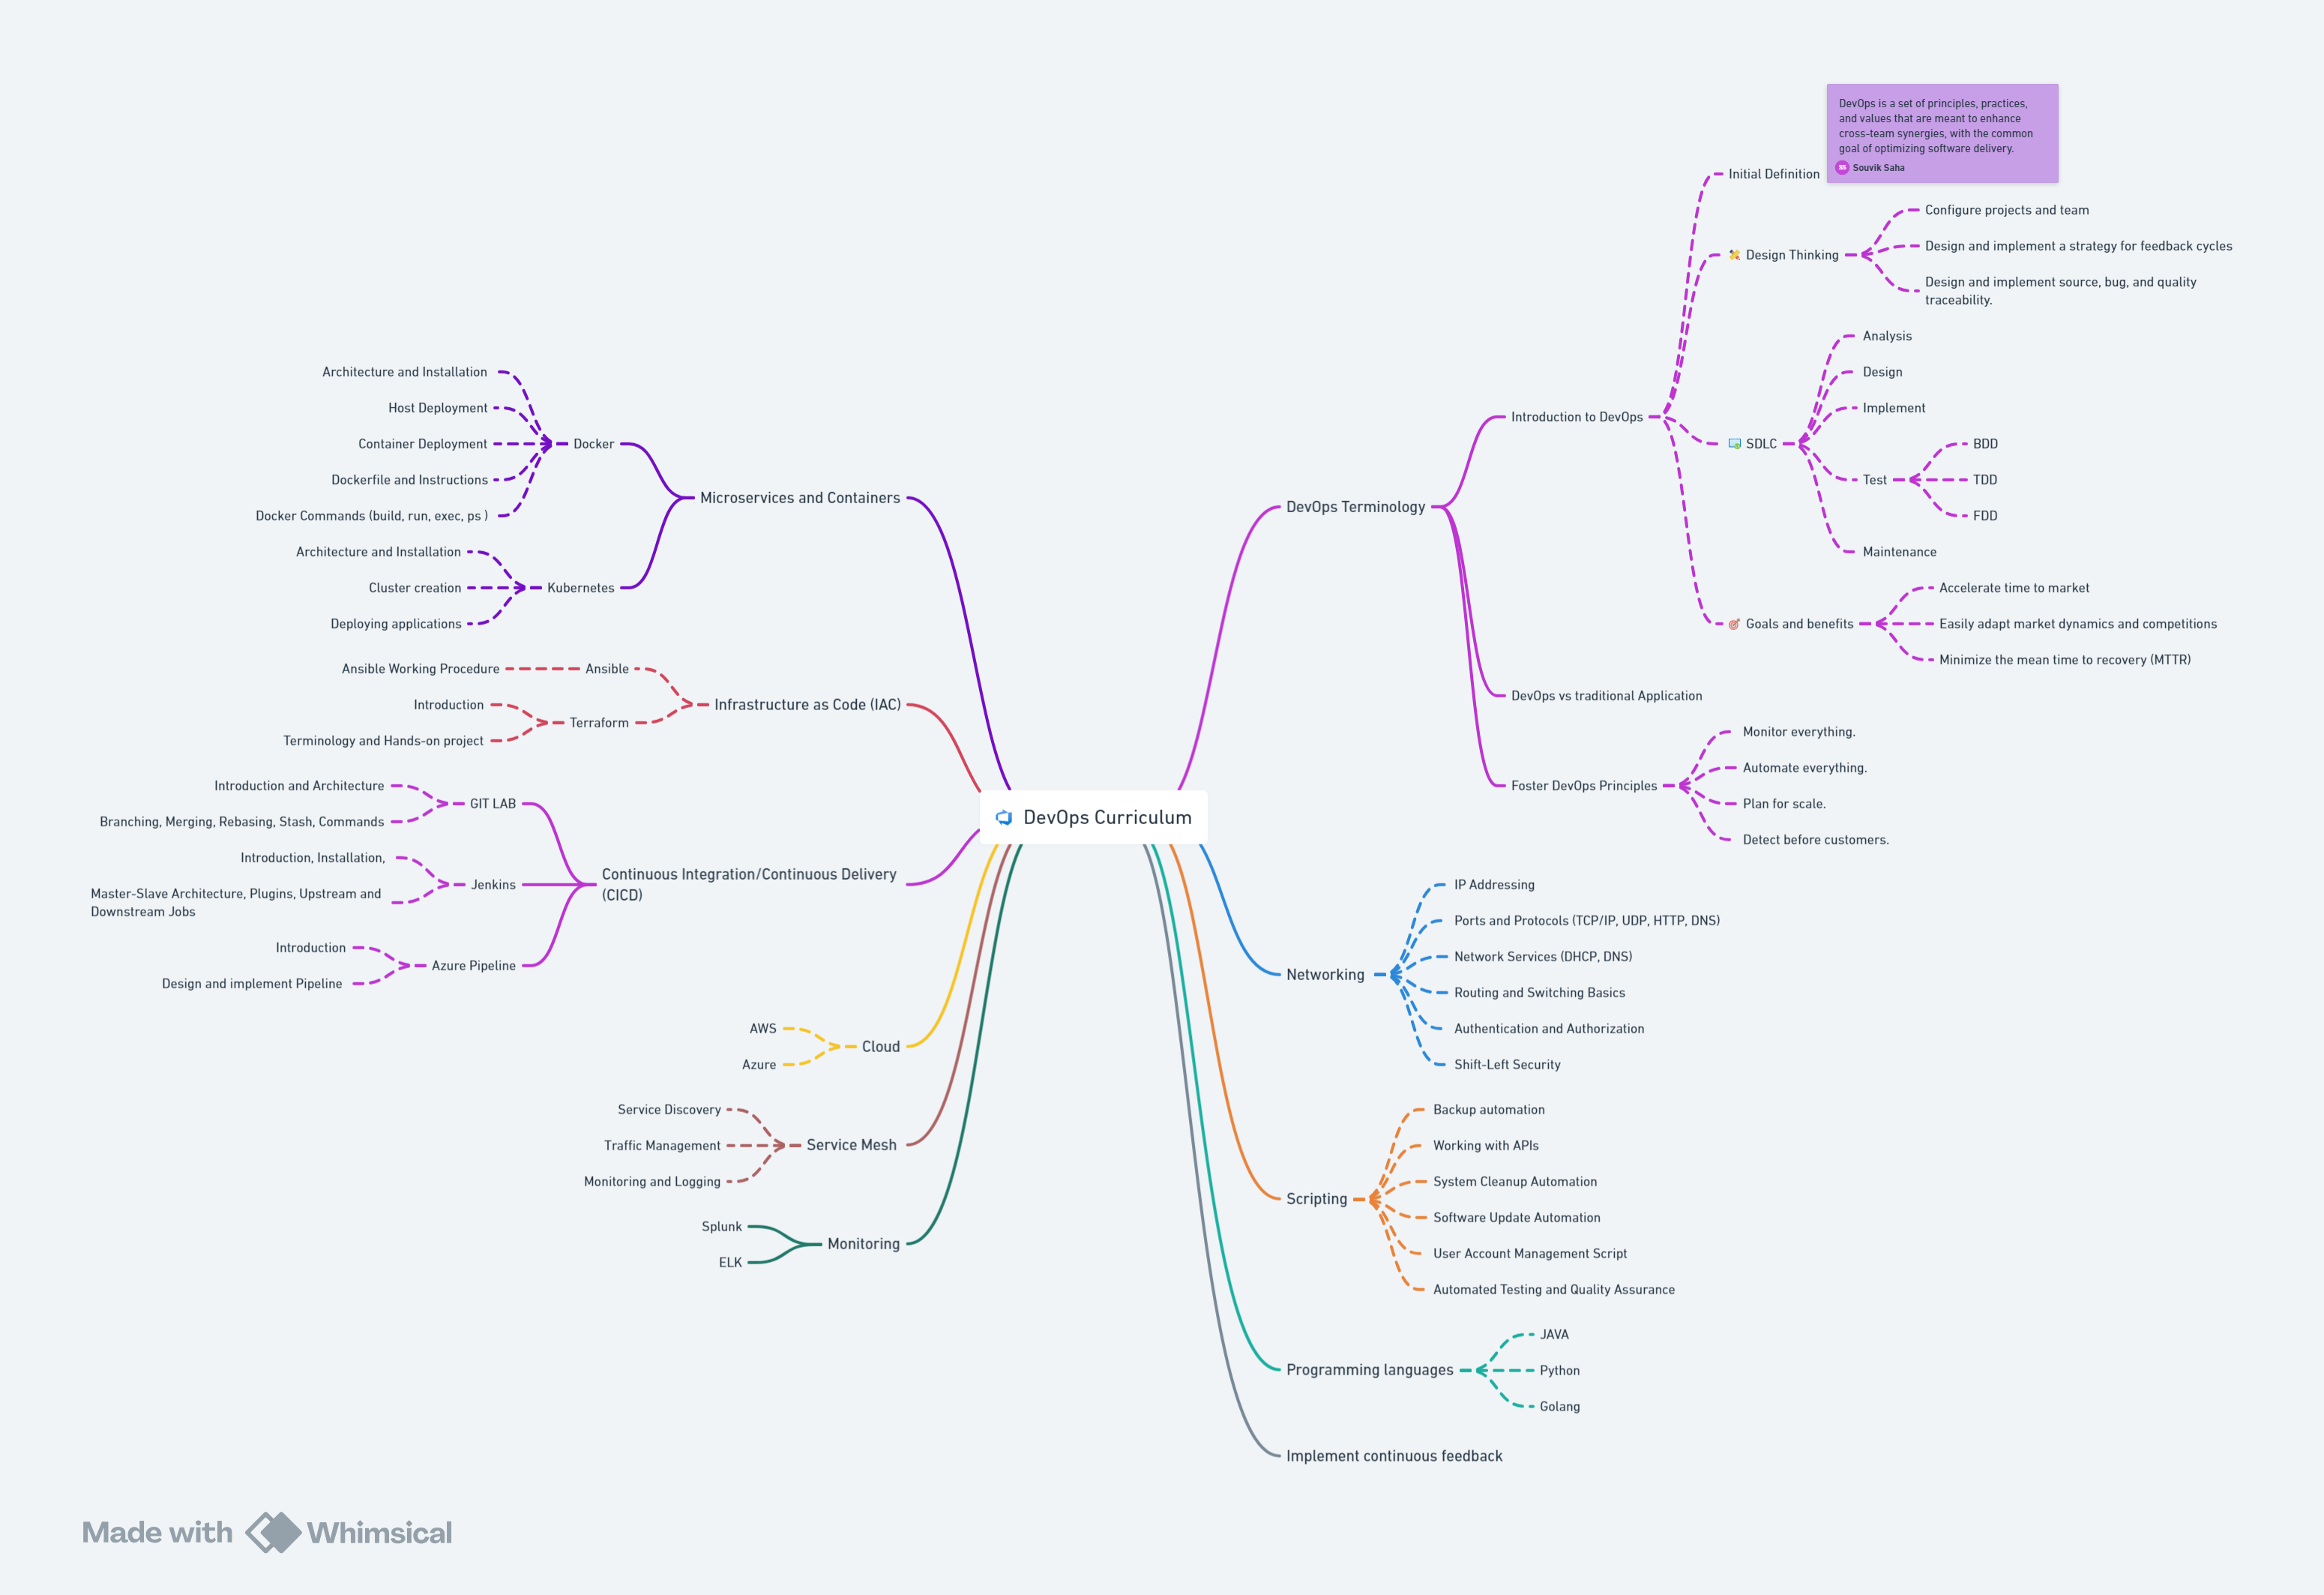 DevOps Curriculum
DevOps Terminology
Introduction to DevOps
Initial Definition
DevOps is a set of principles, practices,
and values that are meant to enhance
cross-team synergies, with the common
goal of optimizing software delivery.
SS Souvik Saha
Design Thinking
Configure projects and team
Design and implement a strategy for feedback cycles
Design and implement source, bug, and quality
traceability.
SDLC
Analysis
Design
Implement
Test
BDD
TDD
FDD
Maintenance
Goals and benefits
Accelerate time to market
Easily adapt market dynamics and competitions
Minimize the mean time to recovery (MTTR)
DevOps vs traditional Application
Foster DevOps Principles
Monitor everything.
Automate everything.
Plan for scale.
Detect before customers.
Networking
IP Addressing
Ports and Protocols (TCP/IP, UDP, HTTP, DNS)
Network Services (DHCP, DNS)
Routing and Switching Basics
Authentication and Authorization
Shift-Left Security
Scripting
Backup automation
Working with APIs
System Cleanup Automation
Software Update Automation
User Account Management Script
Automated Testing and Quality Assurance
Programming languages
JAVA
Python
Golang
Implement continuous feedback
Microservices and Containers
Docker
Architecture and Installation
Host Deployment
Container Deployment
Dockerfile and Instructions
Docker Commands (build, run, exec, ps )
Kubernetes
Architecture and Installation
Cluster creation
Deploying applications
Infrastructure as Code (IAC)
Ansible
Ansible Working Procedure
Terraform
Introduction
Terminology and Hands-on project
Continuous Integration/Continuous Delivery
(CICD)
GIT LAB
Introduction and Architecture
Branching, Merging, Rebasing, Stash, Commands
Jenkins
Introduction, Installation,
Master-Slave Architecture, Plugins, Upstream and
Downstream Jobs
Azure Pipeline
Introduction
Design and implement Pipeline
Cloud
AWS
Azure
Service Mesh
Service Discovery
Traffic Management
Monitoring and Logging
Monitoring
Splunk
ELK
Made with Whimsical